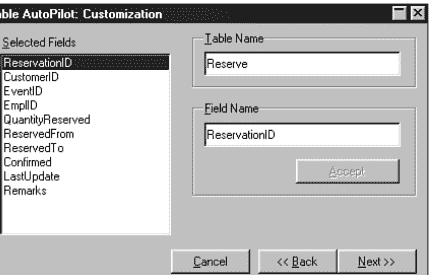 ble AutoPilot: Customization
Selected Fields
ReservationID
CustomerID
EventID
EmplID
QuantityReserved
ReservedFrom
ReservedTo
Confirmed
LastUpdate
Remarks
Table Name
Reserve
Field Name
ReservationID
Accept
Cancel
<< Back
Next >>